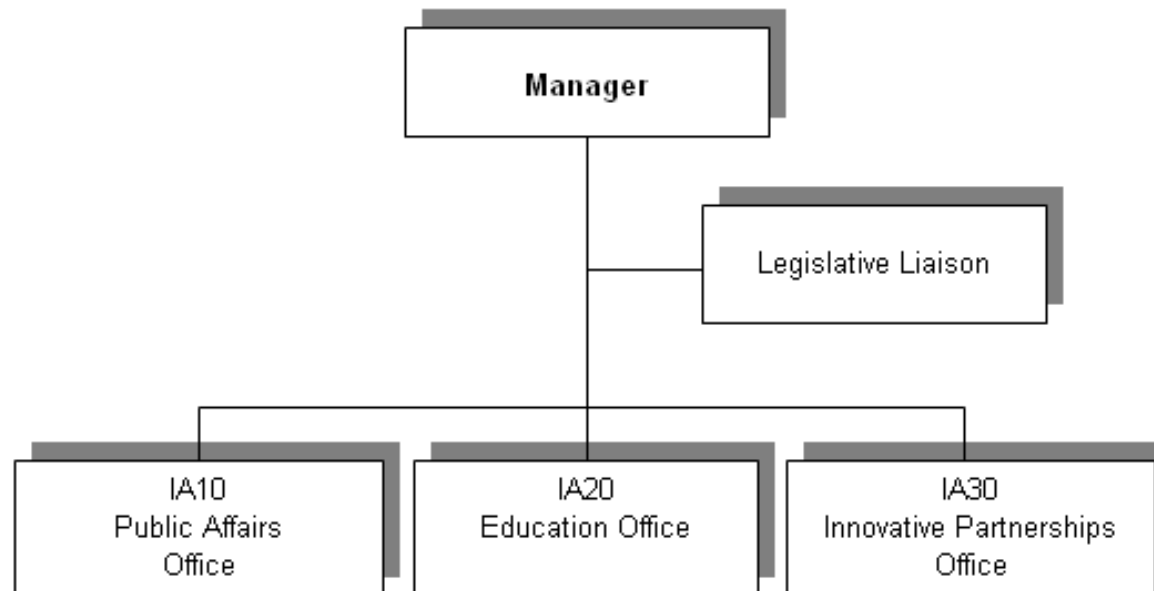 Manager
Legislative Liaison
IA10
Public Affairs
Office
IA20
Education Office
IA30
Innovative Partnerships
Office